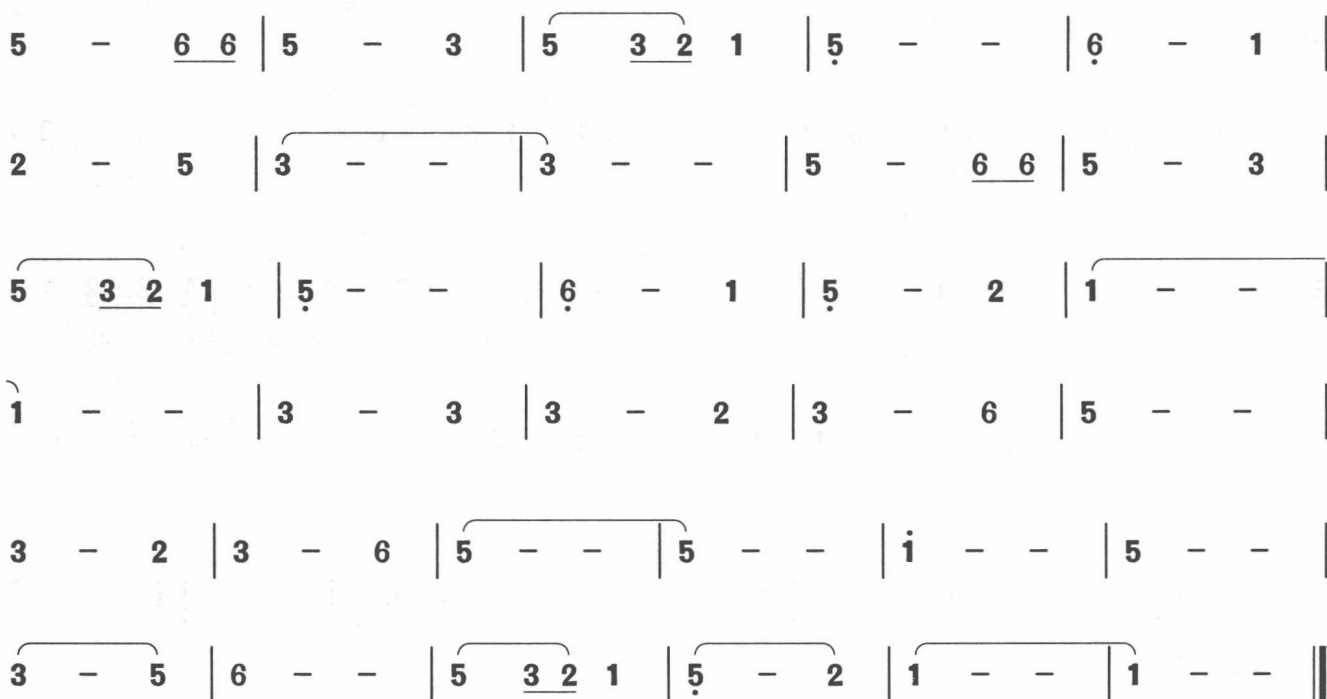 5 – 6 6 | 5 – 3 | 5 3 2 1 | 5̣ – – | 6̣ – 1 |
2 – 5 | 3 – – | 3 – – | 5 – 6 6 | 5 – 3 |
5 3 2 1 | 5̣ – – | 6̣ – 1 | 5̣ – 2 | 1 – – |
1 – – | 3 – 3 | 3 – 2 | 3 – 6 | 5 – – |
3 – 2 | 3 – 6 | 5 – – | 5 – – | 1̇ – – | 5 – – |
3 – 5 | 6 – – | 5 3 2 1 | 5̣ – 2 | 1 – – | 1 – – ‖